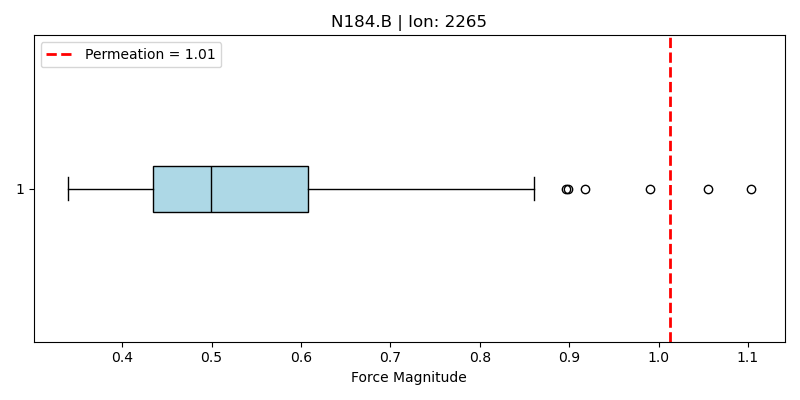 N184.B | Ion: 2265
Permeation = 1.01
1
0.4 0.5 0.6 0.7 0.8 0.9 1.0 1.1
Force Magnitude